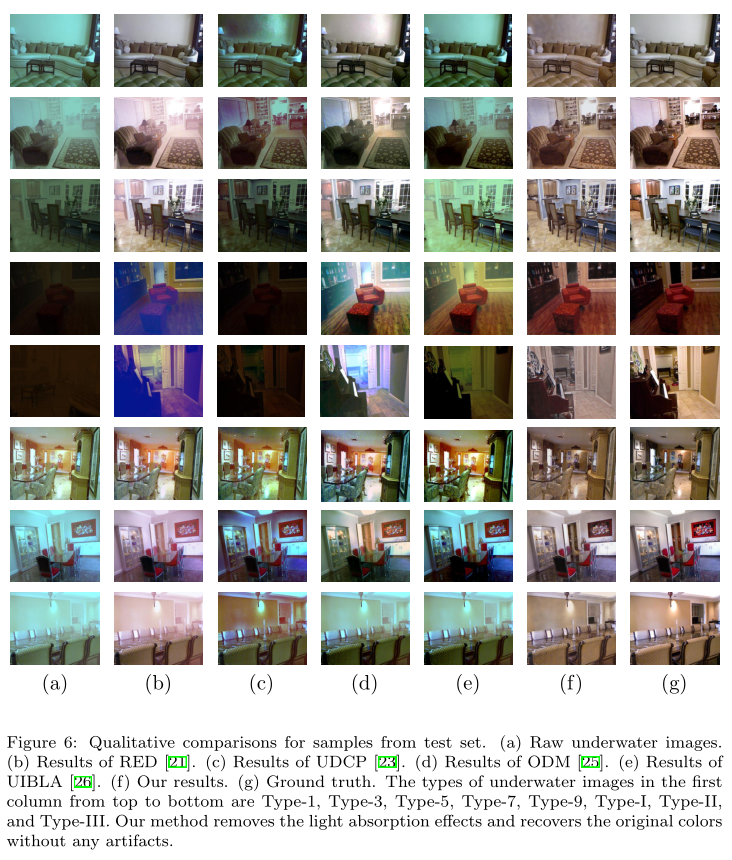 (a) (b) (c) (d) (e) (f) (g)
Figure 6: Qualitative comparisons for samples from test set. (a) Raw underwater images.
(b) Results of RED [21]. (c) Results of UDCP [23]. (d) Results of ODM [25]. (e) Results of
UIBLA [26]. (f) Our results. (g) Ground truth. The types of underwater images in the first
column from top to bottom are Type-1, Type-3, Type-5, Type-7, Type-9, Type-I, Type-II,
and Type-III. Our method removes the light absorption effects and recovers the original colors
without any artifacts.